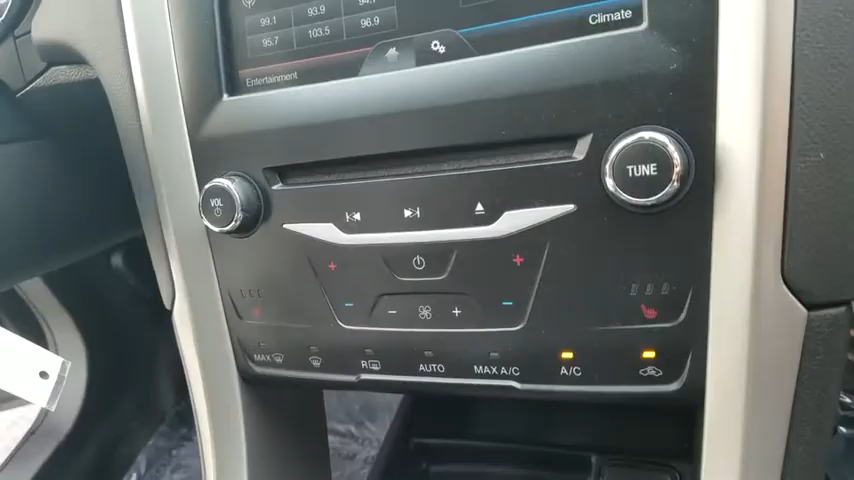 99.1 93.9
95.7 103.5 96.9
Climate
Entertainment
VOL
TUNE
MAX R AUTO MAX A/C A/C